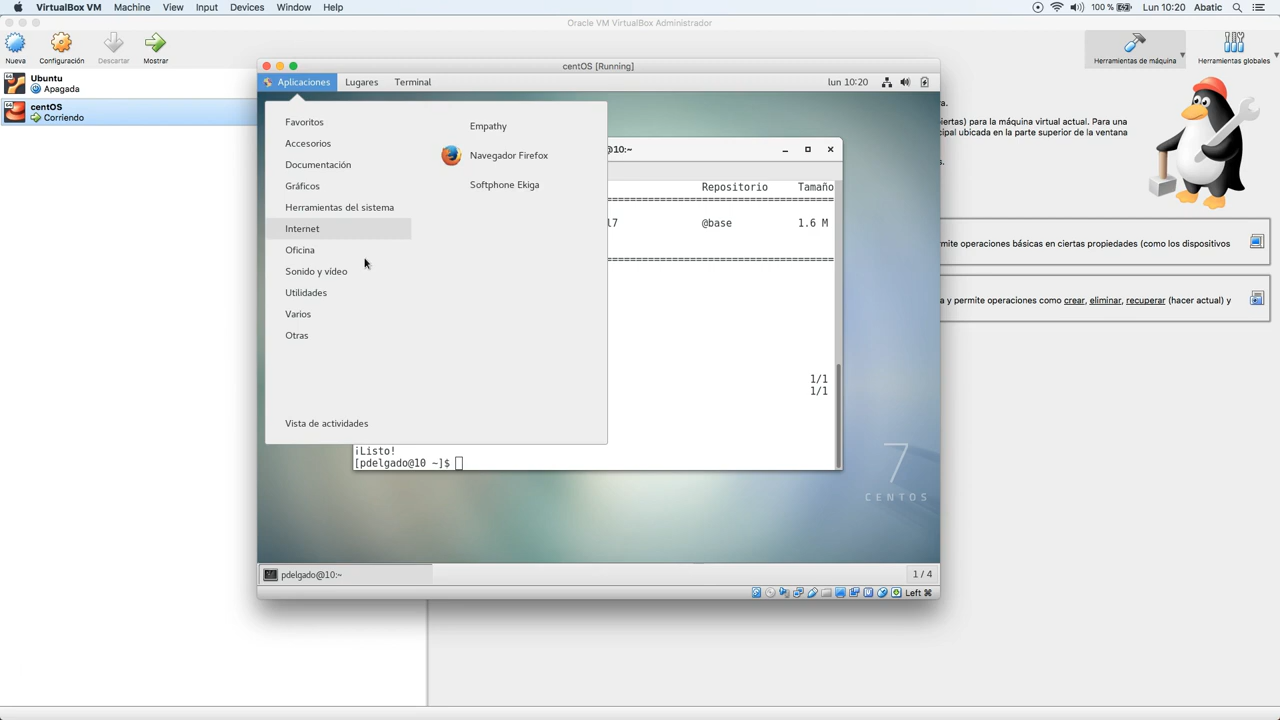 VirtualBox VM Machine View Input Devices Window Help 100 % Lun 10:20 Abatic
Oracle VM VirtualBox Administrador
Nueva Configuración Descartar Mostrar Herramientas de máquina Herramientas globales
Ubuntu
Apagada
centOS
Corriendo
centOS [Running]
Aplicaciones Lugares Terminal lun 10:20
Favoritos
Accesorios
Documentación
Gráficos
Herramientas del sistema
Internet
Oficina
Sonido y vídeo
Utilidades
Varios
Otras
Vista de actividades
Empathy
Navegador Firefox
Softphone Ekiga
@10:~
Repositorio Tamaño
l7 @base 1.6 M
1/1
1/1
¡Listo!
[pdelgado@10 ~]$
7
CENTOS
pdelgado@10:~ 1 / 4
Left ⌘
a.
iertas) para la máquina virtual actual. Para una
cipal ubicada en la parte superior de la ventana
s.
mite operaciones básicas en ciertas propiedades (como los dispositivos
a y permite operaciones como crear, eliminar, recuperar (hacer actual) y